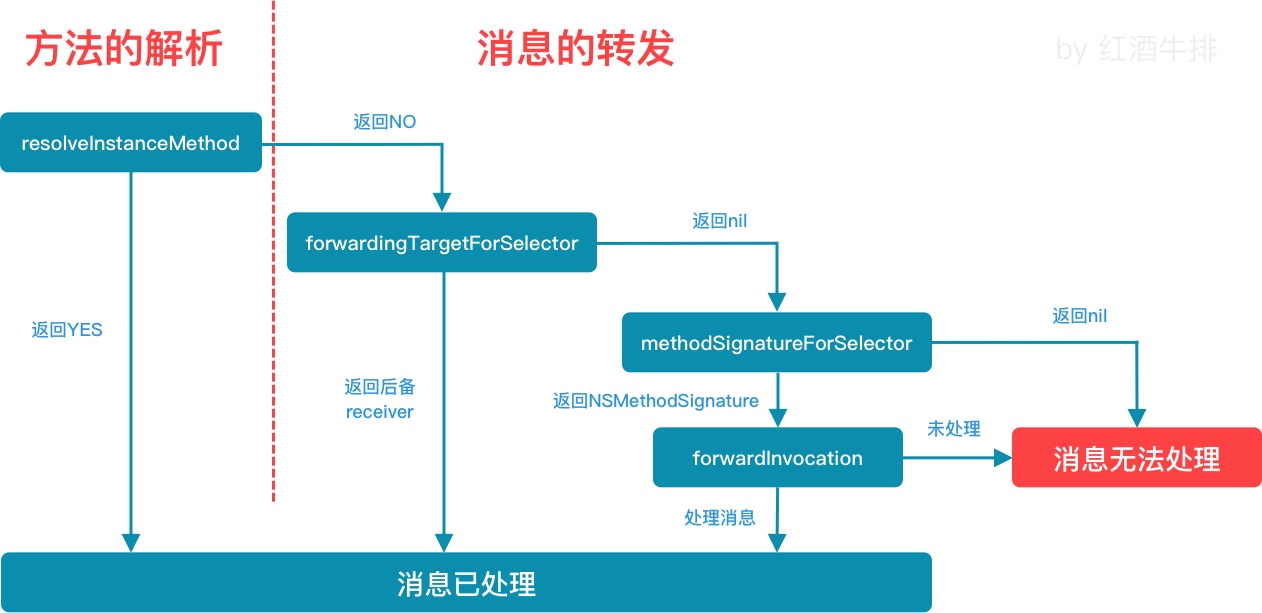 方法的解析
消息的转发
by 红酒牛排
返回NO
resolveInstanceMethod
返回nil
forwardingTargetForSelector
返回nil
返回YES
methodSignatureForSelector
返回后备
receiver
返回NSMethodSignature
未处理
forwardInvocation
消息无法处理
处理消息
消息已处理